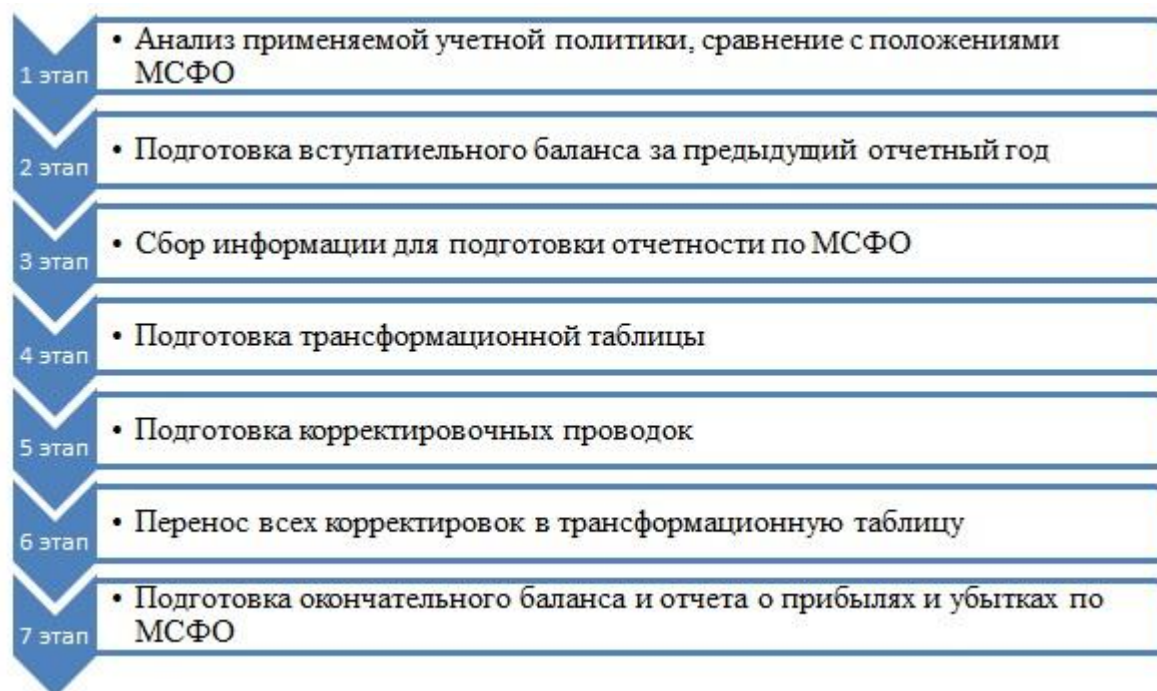 1 этап
• Анализ применяемой учетной политики, сравнение с положениями
МСФО
2 этап
• Подготовка вступатиельного баланса за предыдущий отчетный год
3 этап
• Сбор информации для подготовки отчетности по МСФО
4 этап
• Подготовка трансформационной таблицы
5 этап
• Подготовка корректировочных проводок
6 этап
• Перенос всех корректировок в трансформационную таблицу
7 этап
• Подготовка окончательного баланса и отчета о прибылях и убытках по
МСФО